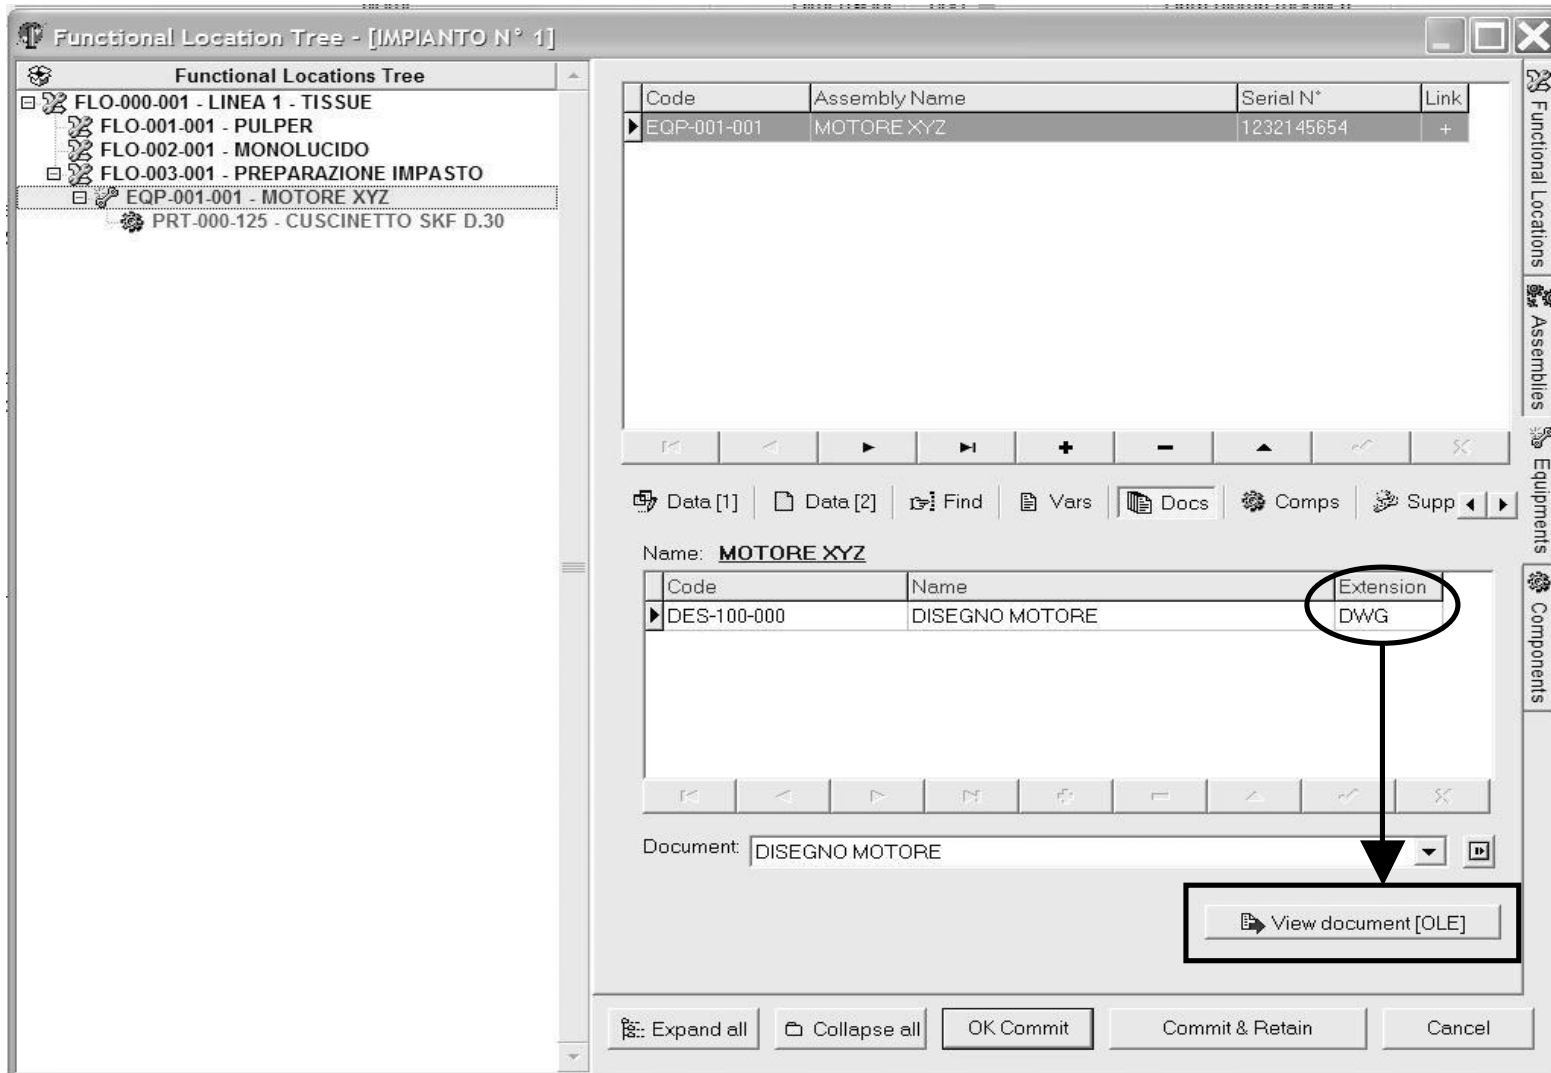 Functional Location Tree - [IMPIANTO N° 1]
Functional Locations Tree
FLO-000-001 - LINEA 1 - TISSUE
FLO-001-001 - PULPER
FLO-002-001 - MONOLUCIDO
FLO-003-001 - PREPARAZIONE IMPASTO
EQP-001-001 - MOTORE XYZ
PRT-000-125 - CUSCINETTO SKF D.30
Code Assembly Name Serial N° Link
EQP-001-001 MOTORE XYZ 1232145654 +
Data [1] Data [2] Find Vars Docs Comps Supp
Name: MOTORE XYZ
Code Name Extension
DES-100-000 DISEGNO MOTORE DWG
Document: DISEGNO MOTORE
View document [OLE]
Expand all Collapse all OK Commit Commit & Retain Cancel
Functional Locations
Assemblies
Equipments
Components